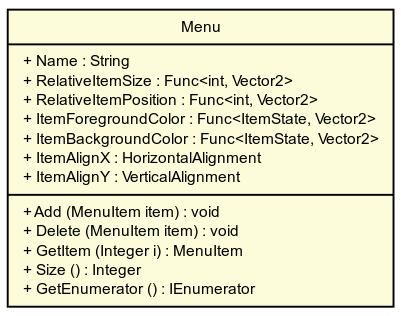 Menu
+ Name : String
+ RelativeItemSize : Func<int, Vector2>
+ RelativeItemPosition : Func<int, Vector2>
+ ItemForegroundColor : Func<ItemState, Vector2>
+ ItemBackgroundColor : Func<ItemState, Vector2>
+ ItemAlignX : HorizontalAlignment
+ ItemAlignY : VerticalAlignment
+ Add (MenuItem item) : void
+ Delete (MenuItem item) : void
+ GetItem (Integer i) : MenuItem
+ Size () : Integer
+ GetEnumerator () : IEnumerator